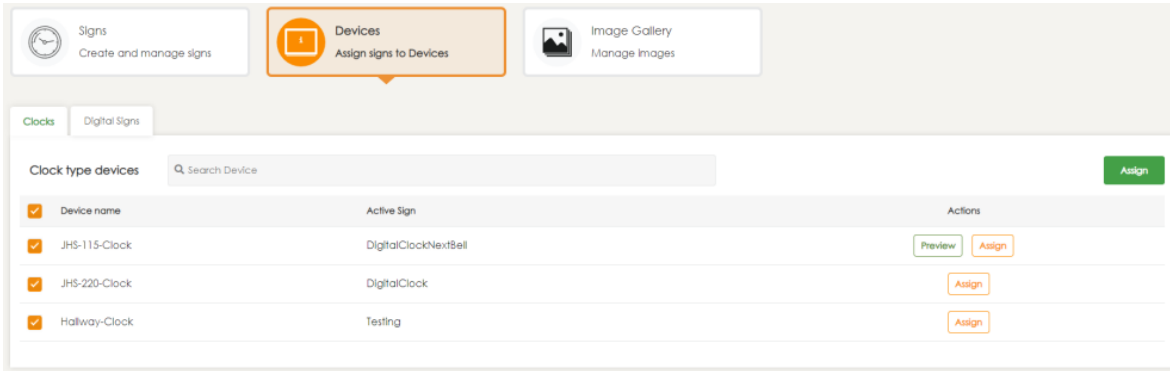 Signs
Create and manage signs
Devices
Assign signs to Devices
Image Gallery
Manage images
Clocks
Digital Signs
Clock type devices
Search Device
Assign
Device name Active Sign Actions
JHS-115-Clock DigitalClockNextBell Preview Assign
JHS-220-Clock DigitalClock Assign
Hallway-Clock Testing Assign